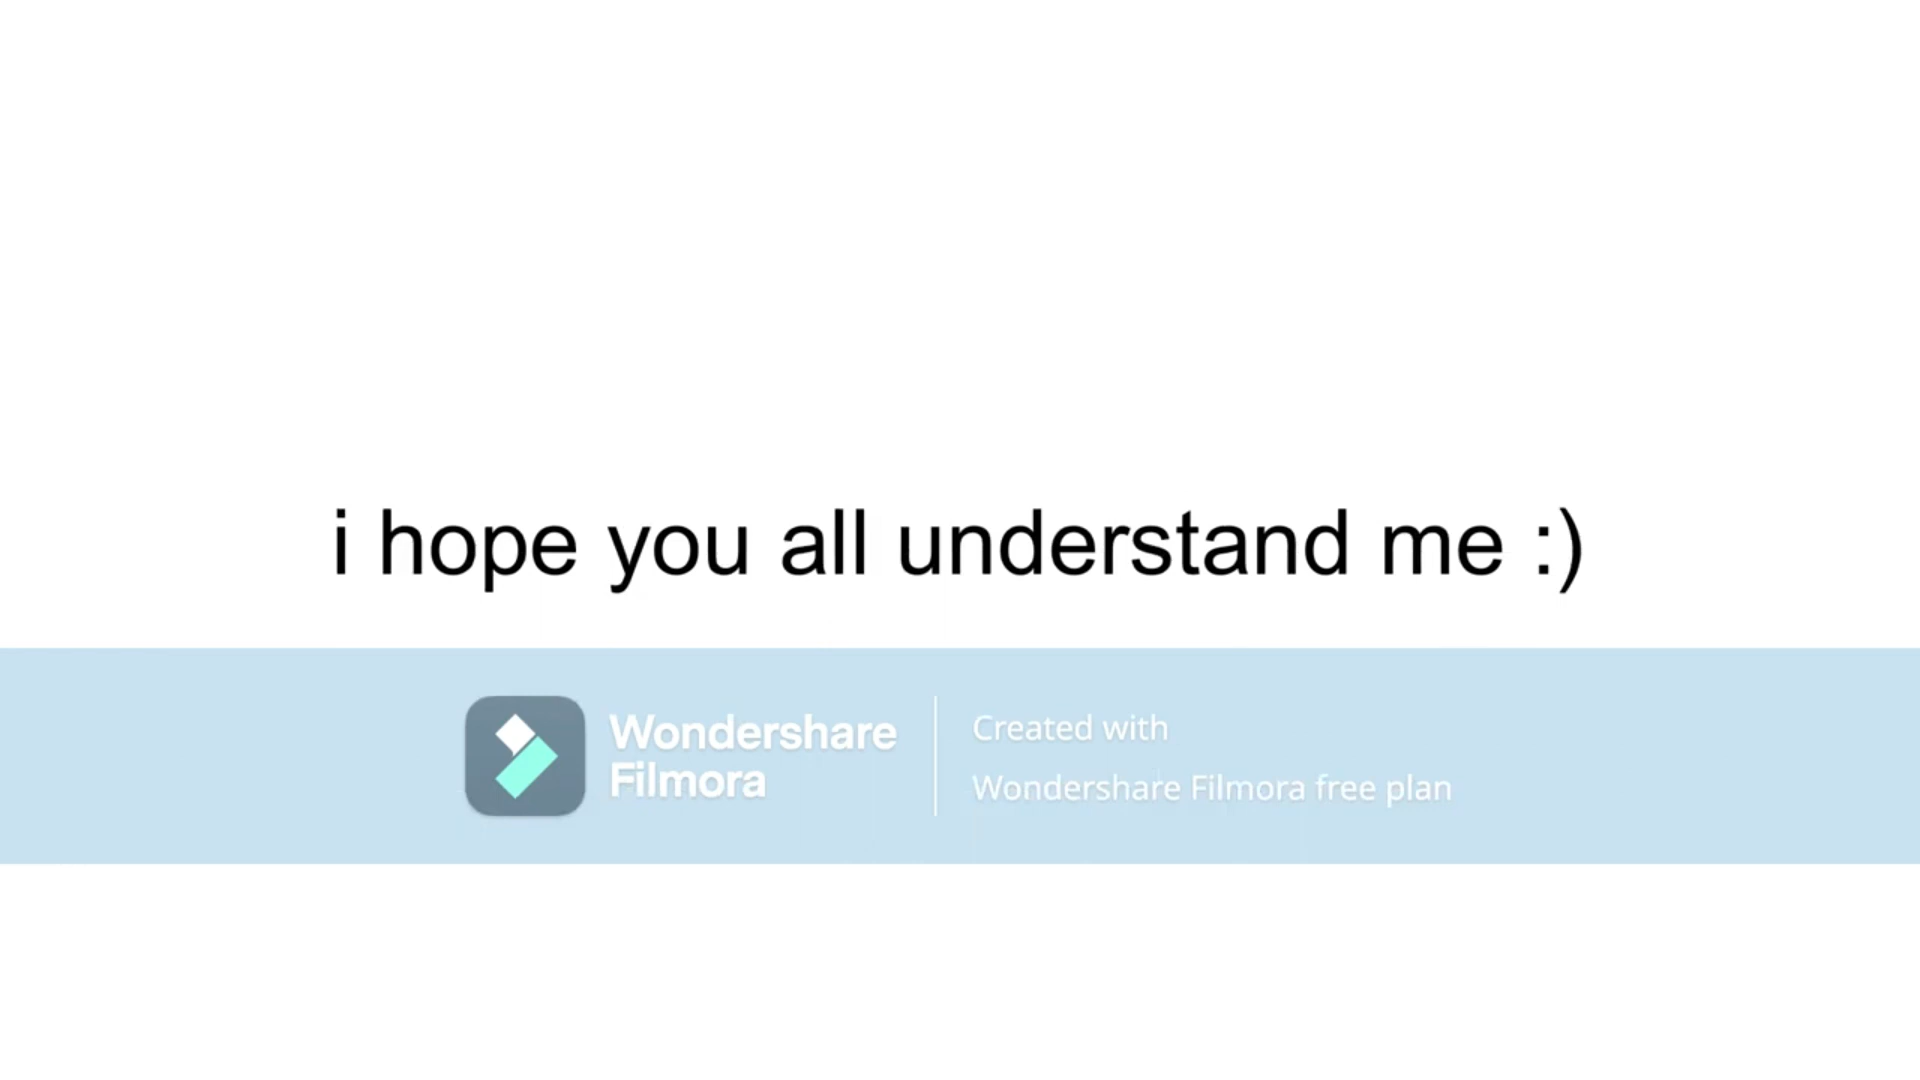 i hope you all understand me :)
Wondershare
Filmora
Created with
Wondershare Filmora free plan